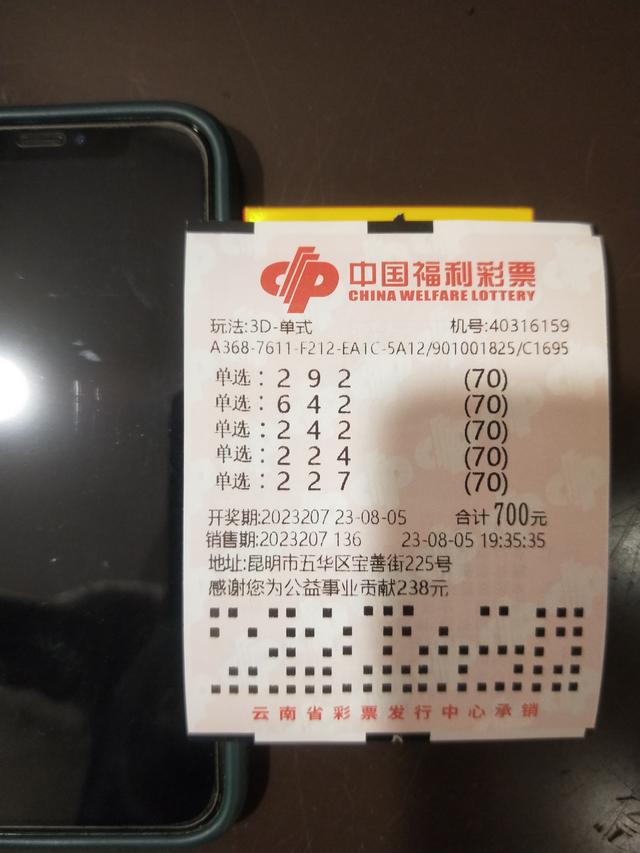 中国福利彩票
CHINA WELFARE LOTTERY
玩法:3D-单式 机号:40316159
A368-7611-F212-EA1C-5A12/901001825/C1695
单选：2 9 2 (70)
单选：6 4 2 (70)
单选：2 4 2 (70)
单选：2 2 4 (70)
单选：2 2 7 (70)
开奖期:2023207 23-08-05 合计700元
销售期:2023207 136 23-08-05 19:35:35
地址:昆明市五华区宝善街225号
感谢您为公益事业贡献238元
云南省彩票发行中心承销